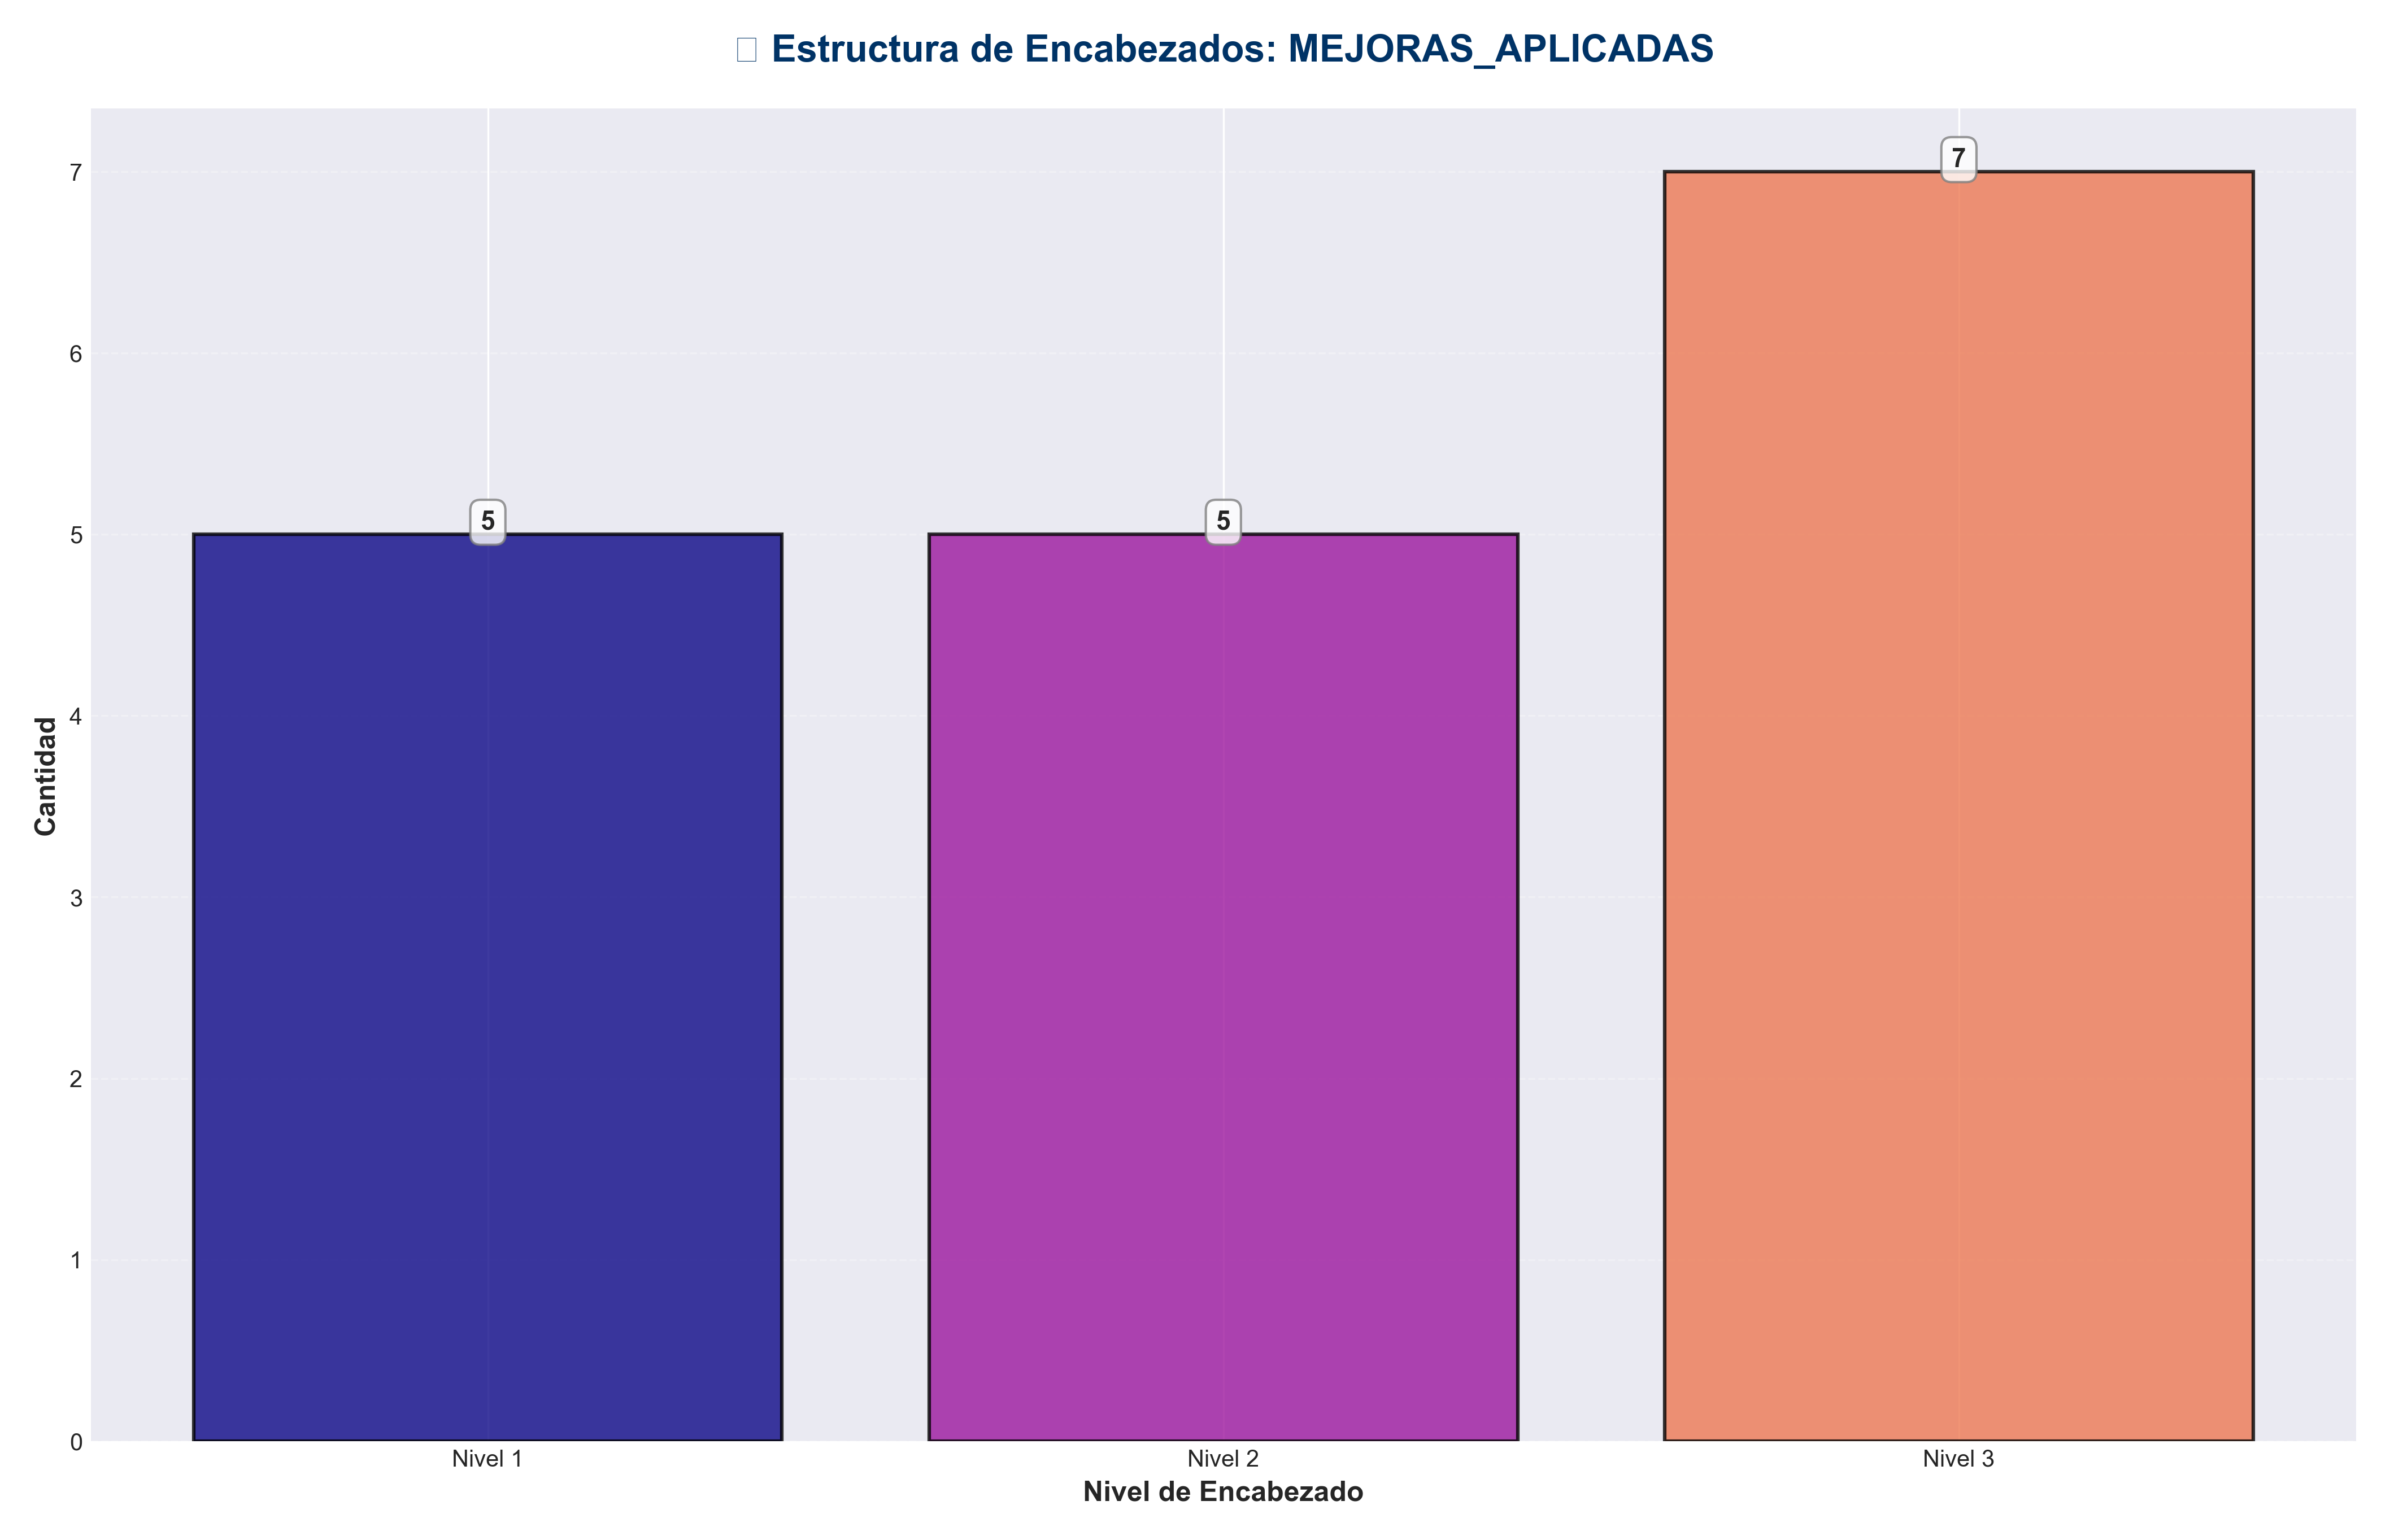 Estructura de Encabezados: MEJORAS_APLICADAS
7
7
6
5
5
5
4
3
2
1
0
Cantidad
Nivel 1
Nivel 2
Nivel 3
Nivel de Encabezado